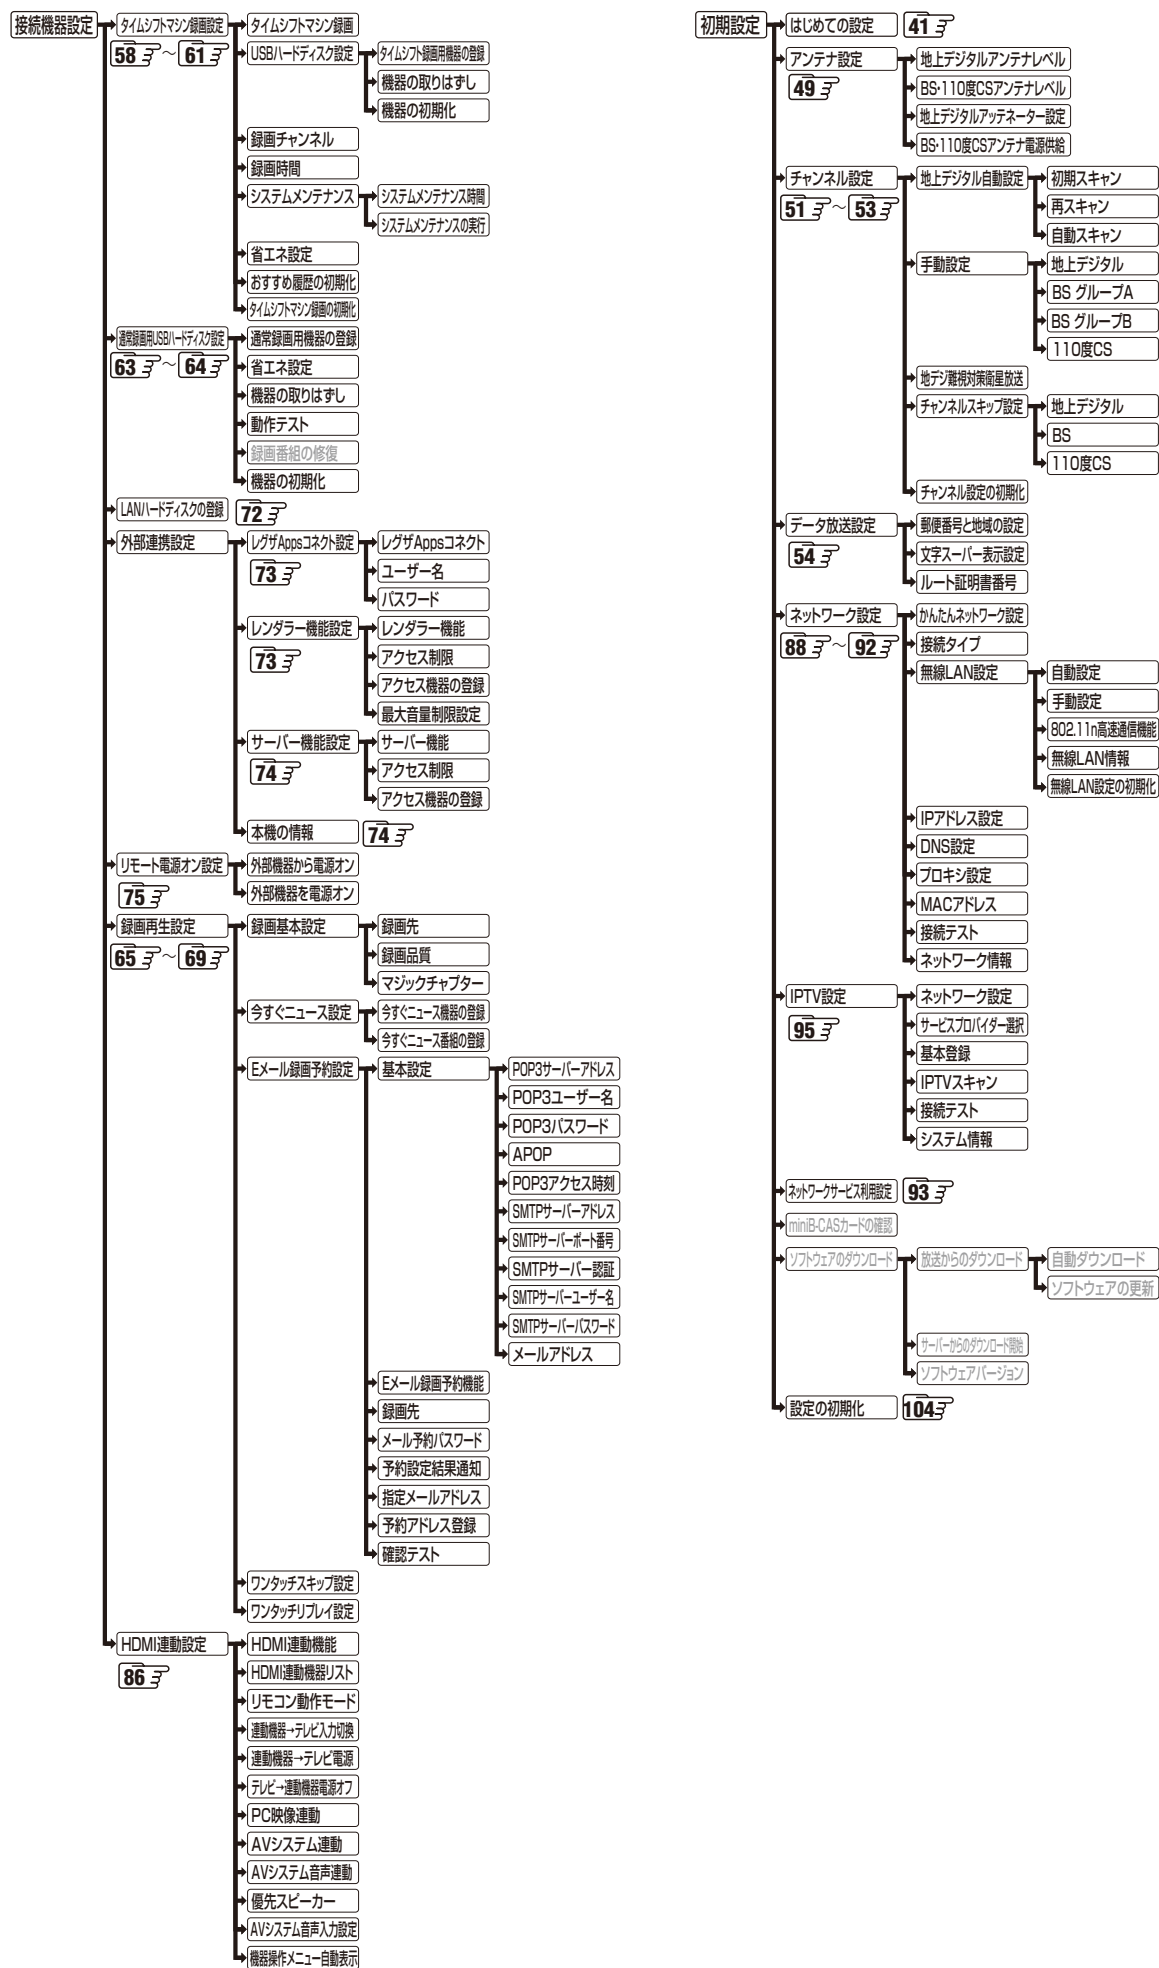 接続機器設定
タイムシフトマシン録画設定
58 ～ 61
タイムシフトマシン録画
USBハードディスク設定
タイムシフト録画用機器の登録
機器の取りはずし
機器の初期化
録画チャンネル
録画時間
システムメンテナンス
システムメンテナンス時間
システムメンテナンスの実行
省エネ設定
おすすめ履歴の初期化
タイムシフトマシン録画の初期化
通常録画用USBハードディスク設定
63 ～ 64
通常録画用機器の登録
省エネ設定
機器の取りはずし
動作テスト
録画番組の修復
機器の初期化
LANハードディスクの登録
72
外部連携設定
レグザAppsコネクト設定
73
レグザAppsコネクト
ユーザー名
パスワード
レンダラー機能設定
73
レンダラー機能
アクセス制限
アクセス機器の登録
最大音量制限設定
サーバー機能設定
74
サーバー機能
アクセス制限
アクセス機器の登録
本機の情報
74
リモート電源オン設定
75
外部機器から電源オン
外部機器を電源オン
録画再生設定
65 ～ 69
録画基本設定
録画先
録画品質
マジックチャプター
今すぐニュース設定
今すぐニュース機器の登録
今すぐニュース番組の登録
Eメール録画予約設定
基本設定
POP3サーバーアドレス
POP3ユーザー名
POP3パスワード
APOP
POP3アクセス時刻
SMTPサーバーアドレス
SMTPサーバーポート番号
SMTPサーバー認証
SMTPサーバーユーザー名
SMTPサーバーパスワード
メールアドレス
Eメール録画予約機能
録画先
メール予約パスワード
予約設定結果通知
指定メールアドレス
予約アドレス登録
確認テスト
ワンタッチスキップ設定
ワンタッチリプレイ設定
HDMI連動設定
86
HDMI連動機能
HDMI連動機器リスト
リモコン動作モード
連動機器→テレビ入力切換
連動機器→テレビ電源
テレビ→連動機器電源オフ
PC映像連動
AVシステム連動
AVシステム音声連動
優先スピーカー
AVシステム音声入力設定
機器操作メニュー自動表示
初期設定
はじめての設定
41
アンテナ設定
49
地上デジタルアンテナレベル
BS・110度CSアンテナレベル
地上デジタルアッテネーター設定
BS・110度CSアンテナ電源供給
チャンネル設定
51 ～ 53
地上デジタル自動設定
初期スキャン
再スキャン
自動スキャン
手動設定
地上デジタル
BS グループA
BS グループB
110度CS
地デジ難視対策衛星放送
チャンネルスキップ設定
地上デジタル
BS
110度CS
チャンネル設定の初期化
データ放送設定
54
郵便番号と地域の設定
文字スーパー表示設定
ルート証明書番号
ネットワーク設定
88 ～ 92
かんたんネットワーク設定
接続タイプ
無線LAN設定
自動設定
手動設定
802.11n高速通信機能
無線LAN情報
無線LAN設定の初期化
IPアドレス設定
DNS設定
プロキシ設定
MACアドレス
接続テスト
ネットワーク情報
IPTV設定
95
ネットワーク設定
サービスプロバイダー選択
基本登録
IPTVスキャン
接続テスト
システム情報
ネットワークサービス利用設定
93
miniB-CASカードの確認
ソフトウェアのダウンロード
放送からのダウンロード
自動ダウンロード
ソフトウェアの更新
サーバーからのダウンロード開始
ソフトウェアバージョン
設定の初期化
104